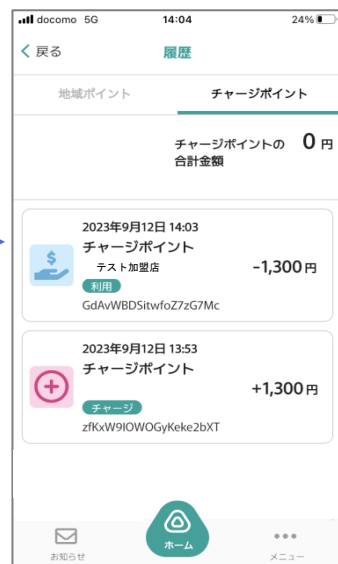 docomo 5G 14:04 24%
戻る 履歴
地域ポイント チャージポイント
チャージポイントの 0 円
合計金額
2023年9月12日 14:03
チャージポイント
テスト加盟店 -1,300 円
利用
GdAvWBDSitwfoZ7zG7Mc
2023年9月12日 13:53
チャージポイント
+1,300 円
チャージ
zfKxW9IOWOGyKeke2bXT
お知らせ ホーム メニュー